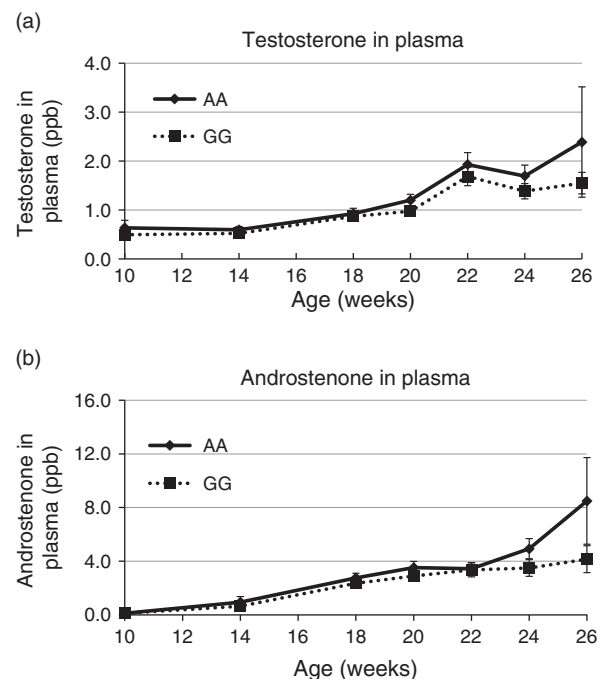 (a)
Testosterone in plasma
Testosterone in
plasma (ppb)
4.0
3.0
2.0
1.0
0.0
AA
GG
10 12 14 16 18 20 22 24 26
Age (weeks)
(b)
Androstenone in plasma
Androstenone in
plasma (ppb)
16.0
12.0
8.0
4.0
0.0
AA
GG
10 12 14 16 18 20 22 24 26
Age (weeks)